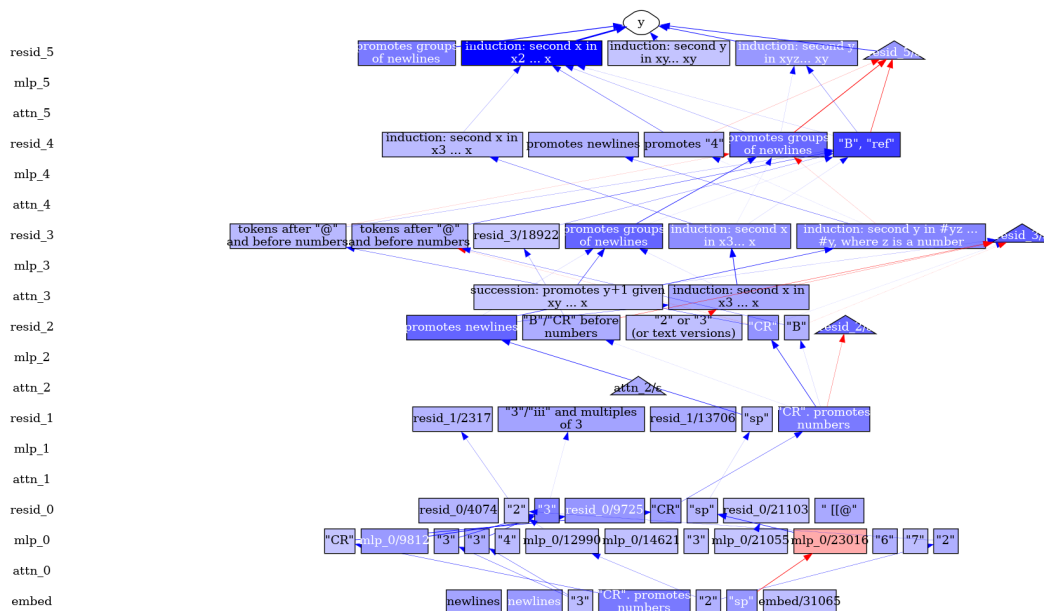 y
resid_5
promotes groups
of newlines
induction: second x in
x2 ... x
induction: second y
in xy... xy
induction: second y
in xyz... xy
mlp_5
attn_5
resid_4
induction: second x in
x3 ... x
promotes newlines
promotes "4"
promotes groups
of newlines
"B", "ref"
mlp_4
attn_4
resid_3
tokens after "@"
and before numbers
tokens after "@"
and before numbers
resid_3/18922
promotes groups
of newlines
induction: second x
in x3... x
induction: second y in #yz ...
#y, where z is a number
mlp_3
attn_3
succession: promotes y+1 given
xy ... x
induction: second x in
x3 ... x
resid_2
promotes newlines
"B"/"CR" before
numbers
"2" or "3"
(or text versions)
"CR"
"B"
mlp_2
attn_2
attn_2/ε
resid_1
resid_1/2317
"3"/"iii" and multiples
of 3
resid_1/13706
"sp"
"CR". promotes
numbers
mlp_1
attn_1
resid_0
resid_0/4074
"2"
"3"
resid_0/9725
"CR"
"sp"
resid_0/21103
" [[@"
mlp_0
"CR"
mlp_0/9812
"3"
"3"
"4"
mlp_0/12990
mlp_0/14621
"3"
mlp_0/21055
mlp_0/23016
"6"
"7"
"2"
attn_0
embed
newlines
newlines
"3"
"CR". promotes
numbers
"2"
"sp"
embed/31065